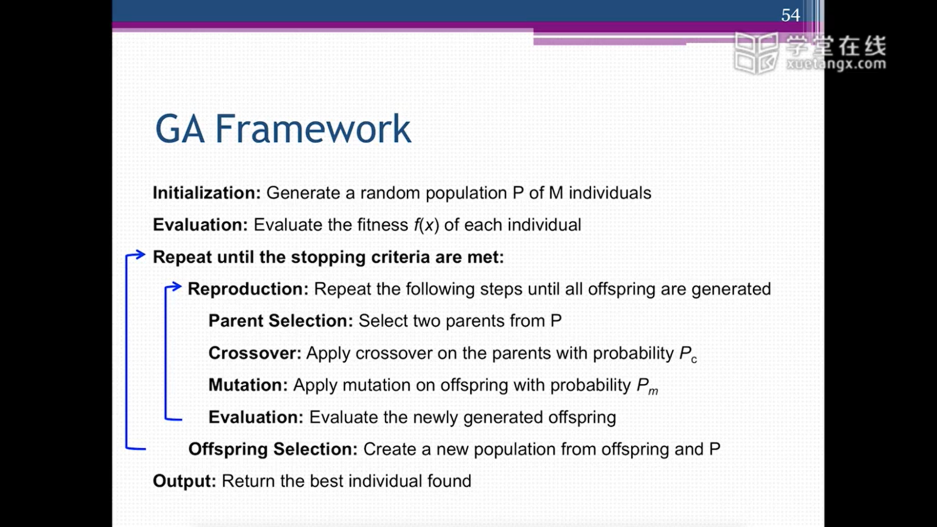 54
学堂在线
xuetangx.com
GA Framework
Initialization: Generate a random population P of M individuals
Evaluation: Evaluate the fitness f(x) of each individual
Repeat until the stopping criteria are met:
Reproduction: Repeat the following steps until all offspring are generated
Parent Selection: Select two parents from P
Crossover: Apply crossover on the parents with probability Pc
Mutation: Apply mutation on offspring with probability Pm
Evaluation: Evaluate the newly generated offspring
Offspring Selection: Create a new population from offspring and P
Output: Return the best individual found